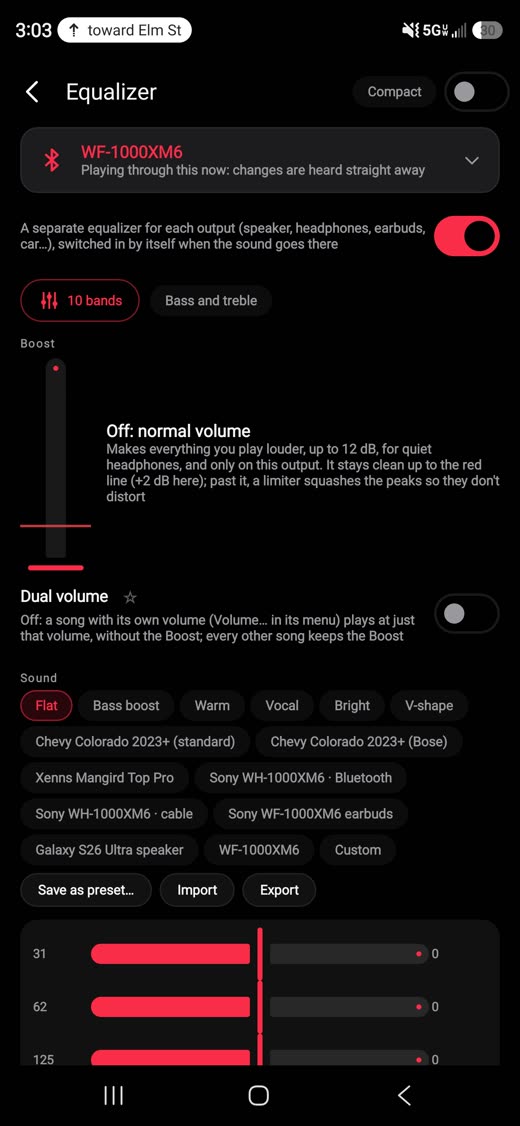 3:03 toward Elm St 5G 30
Equalizer Compact
WF-1000XM6
Playing through this now: changes are heard straight away
A separate equalizer for each output (speaker, headphones, earbuds,
car…), switched in by itself when the sound goes there
10 bands Bass and treble
Boost
Off: normal volume
Makes everything you play louder, up to 12 dB, for quiet
headphones, and only on this output. It stays clean up to the red
line (+2 dB here); past it, a limiter squashes the peaks so they don't
distort
Dual volume
Off: a song with its own volume (Volume… in its menu) plays at just
that volume, without the Boost; every other song keeps the Boost
Sound
Flat Bass boost Warm Vocal Bright V-shape
Chevy Colorado 2023+ (standard) Chevy Colorado 2023+ (Bose)
Xenns Mangird Top Pro Sony WH-1000XM6 · Bluetooth
Sony WH-1000XM6 · cable Sony WF-1000XM6 earbuds
Galaxy S26 Ultra speaker WF-1000XM6 Custom
Save as preset… Import Export
31 0
62 0
125 0